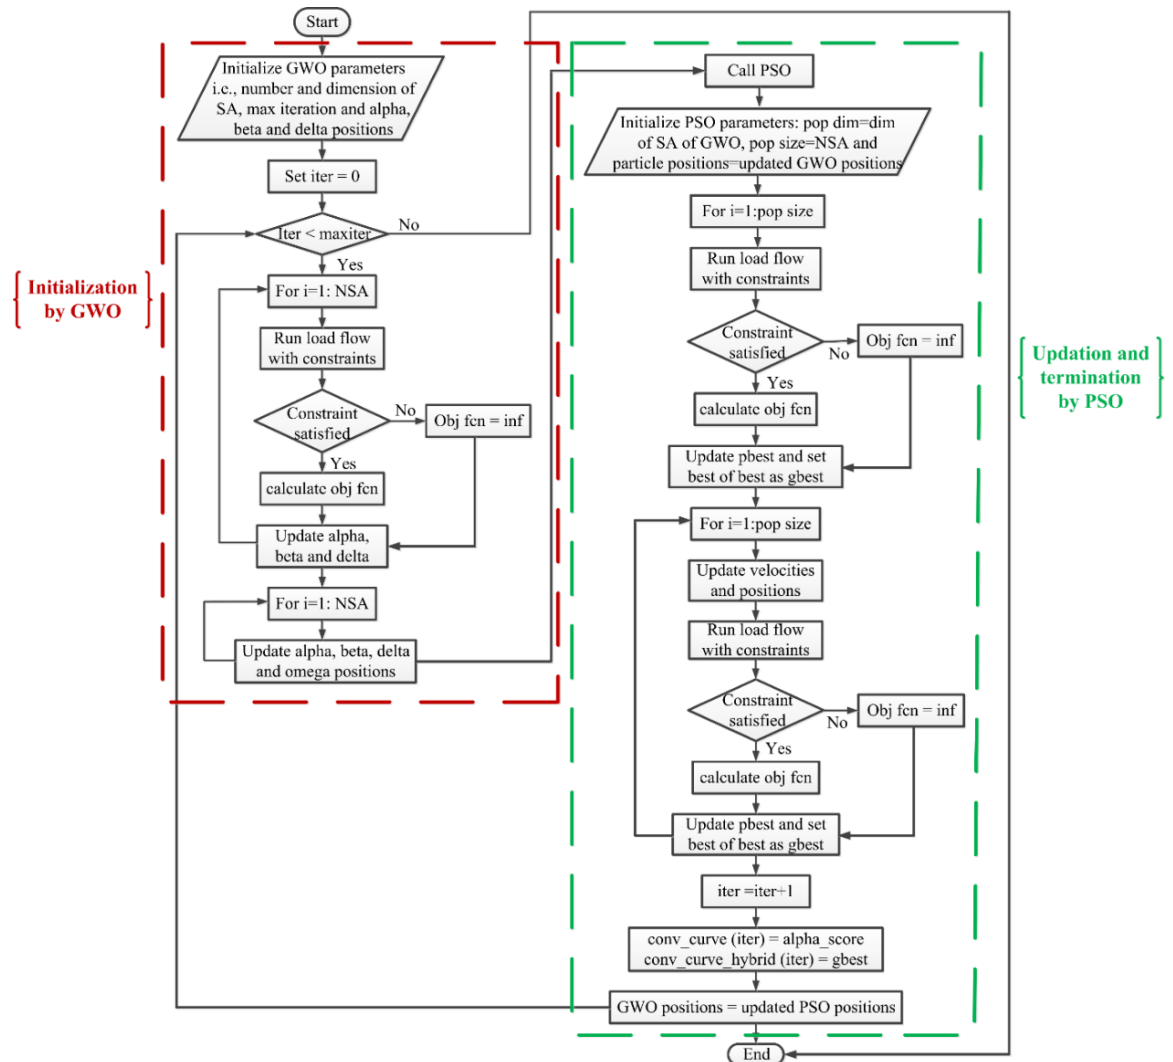 Start
Initialize GWO parameters
i.e., number and dimension of
SA, max iteration and alpha,
beta and delta positions
Set iter = 0
Iter < maxiter
No
Yes
For i=1: NSA
Run load flow
with constraints
Constraint
satisfied
No
Obj fcn = inf
Yes
calculate obj fcn
Update alpha,
beta and delta
For i=1: NSA
Update alpha, beta, delta
and omega positions
Initialization
by GWO
Call PSO
Initialize PSO parameters: pop dim=dim
of SA of GWO, pop size=NSA and
particle positions=updated GWO positions
For i=1:pop size
Run load flow
with constraints
Constraint
satisfied
No
Obj fcn = inf
Yes
calculate obj fcn
Update pbest and set
best of best as gbest
For i=1:pop size
Update velocities
and positions
Run load flow
with constraints
Constraint
satisfied
No
Obj fcn = inf
Yes
calculate obj fcn
Update pbest and set
best of best as gbest
iter =iter+1
conv_curve (iter) = alpha_score
conv_curve_hybrid (iter) = gbest
GWO positions = updated PSO positions
End
Updation and
termination
by PSO